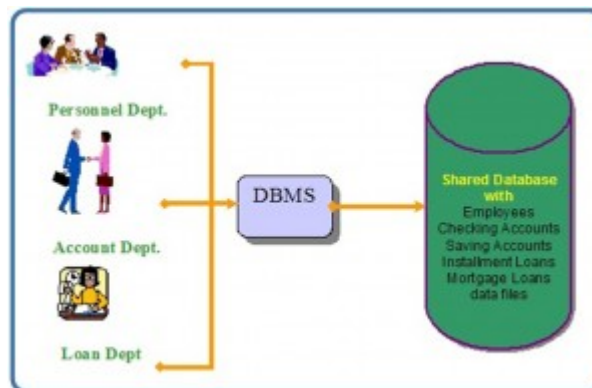 Personnel Dept.
Account Dept.
Loan Dept
DBMS
Shared Database
with
Employees
Checking Accounts
Saving Accounts
Installment Loans
Mortgage Loans
data files